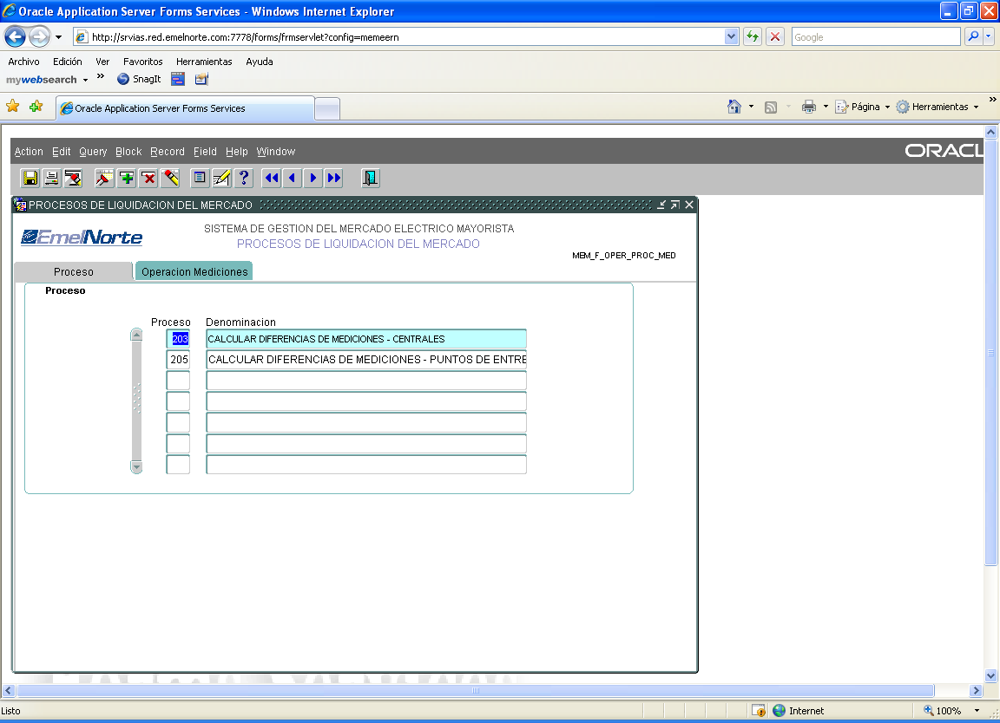 Oracle Application Server Forms Services - Windows Internet Explorer
http://srvias.red.emelnorte.com:7778/forms/frmservlet?config=memeern
Google
Archivo Edición Ver Favoritos Herramientas Ayuda
mywebsearch » SnagIt
Oracle Application Server Forms Services
Página Herramientas »
Action Edit Query Block Record Field Help Window
ORACL
PROCESOS DE LIQUIDACION DEL MERCADO
EmelNorte
SISTEMA DE GESTION DEL MERCADO ELECTRICO MAYORISTA
PROCESOS DE LIQUIDACION DEL MERCADO
MEM_F_OPER_PROC_MED
Proceso Operacion Mediciones
Proceso
Proceso Denominacion
203 CALCULAR DIFERENCIAS DE MEDICIONES - CENTRALES
205 CALCULAR DIFERENCIAS DE MEDICIONES - PUNTOS DE ENTRE
Listo
Internet
100%